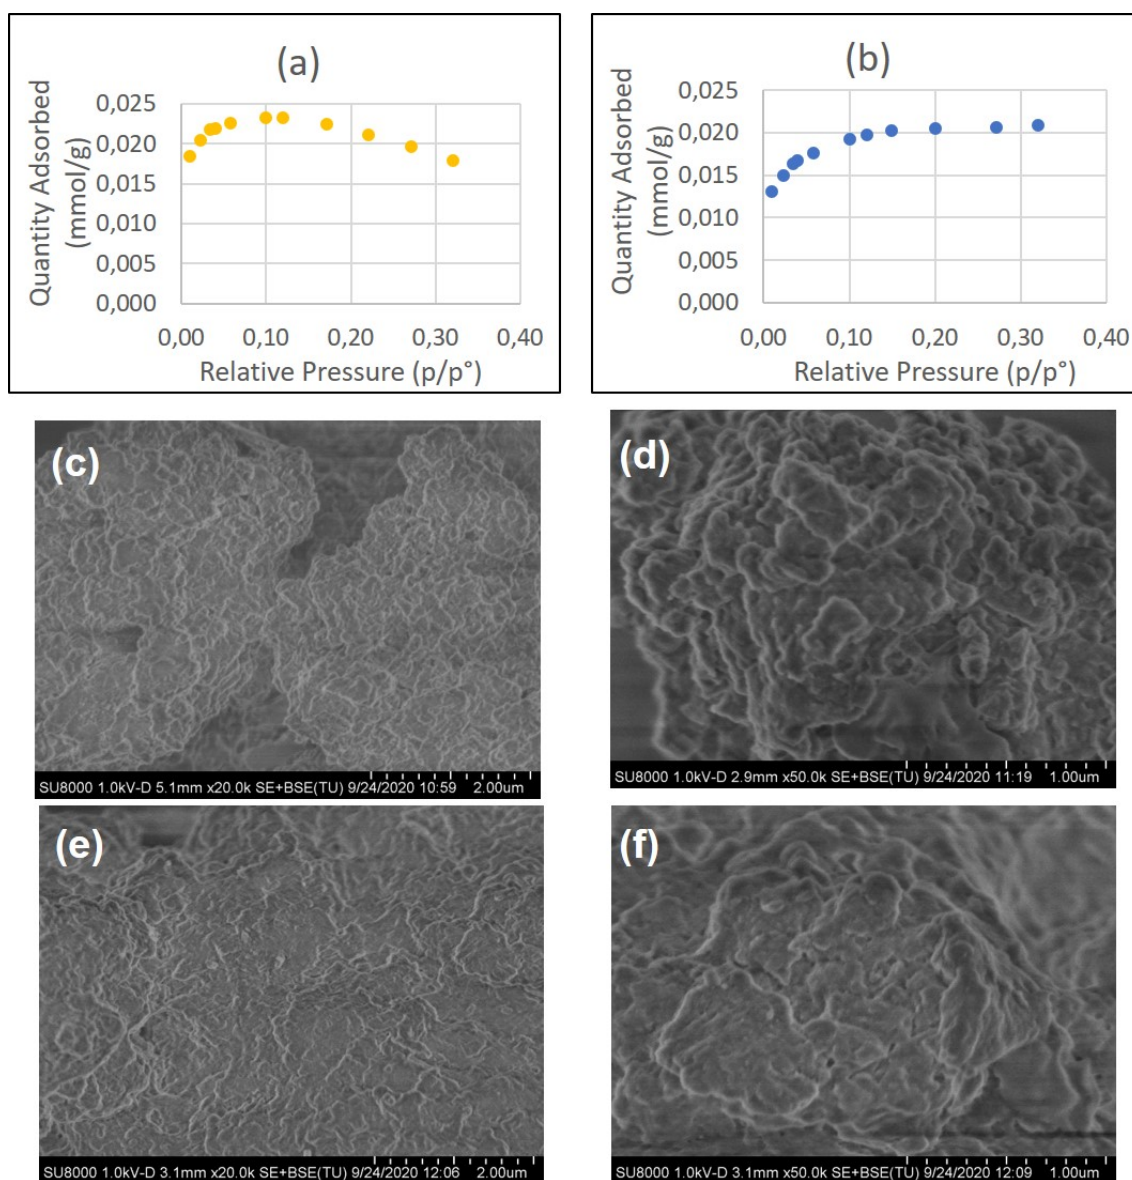 (a)
Quantity Adsorbed
(mmol/g)
0,025
0,020
0,015
0,010
0,005
0,000
0,00 0,10 0,20 0,30 0,40
Relative Pressure (p/p°)
(b)
Quantity Adsorbed
(mmol/g)
0,025
0,020
0,015
0,010
0,005
0,000
0,00 0,10 0,20 0,30 0,40
Relative Pressure (p/p°)
(c)
SU8000 1.0kV-D 5.1mm x20.0k SE+BSE(TU) 9/24/2020 10:59 2.00um
(d)
SU8000 1.0kV-D 2.9mm x50.0k SE+BSE(TU) 9/24/2020 11:19 1.00um
(e)
SU8000 1.0kV-D 3.1mm x20.0k SE+BSE(TU) 9/24/2020 12:06 2.00um
(f)
SU8000 1.0kV-D 3.1mm x50.0k SE+BSE(TU) 9/24/2020 12:09 1.00um